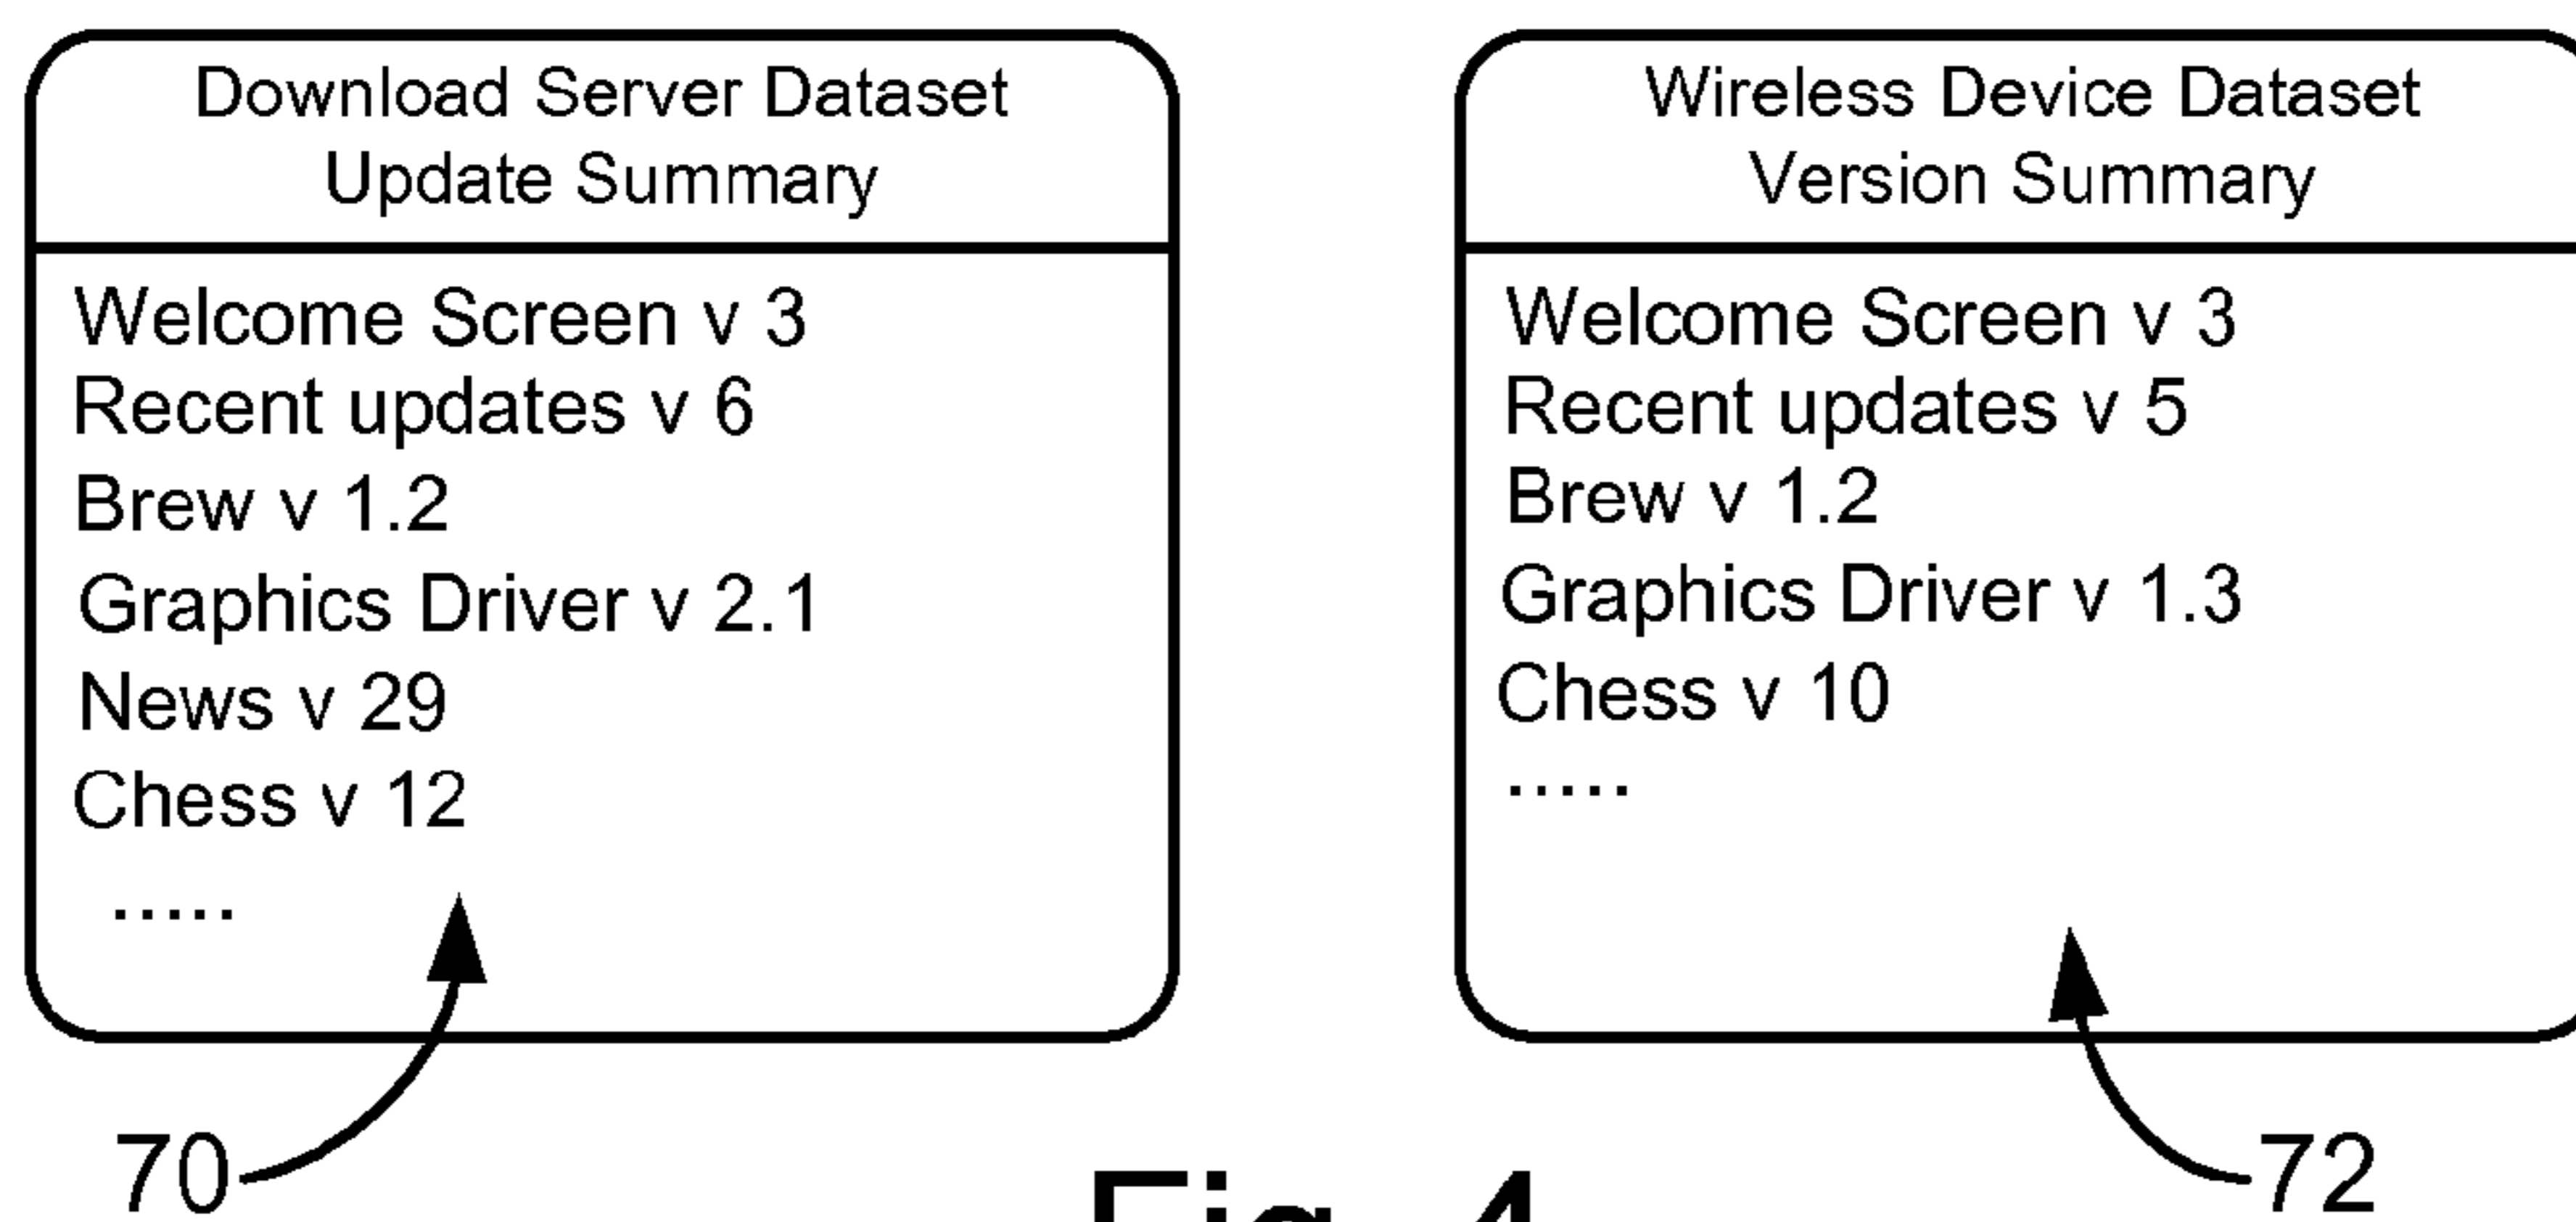 Download Server Dataset
Update Summary
Welcome Screen v 3
Recent updates v 6
Brew v 1.2
Graphics Driver v 2.1
News v 29
Chess v 12
.....
Wireless Device Dataset
Version Summary
Welcome Screen v 3
Recent updates v 5
Brew v 1.2
Graphics Driver v 1.3
Chess v 10
.....
70
72
Fig. 4